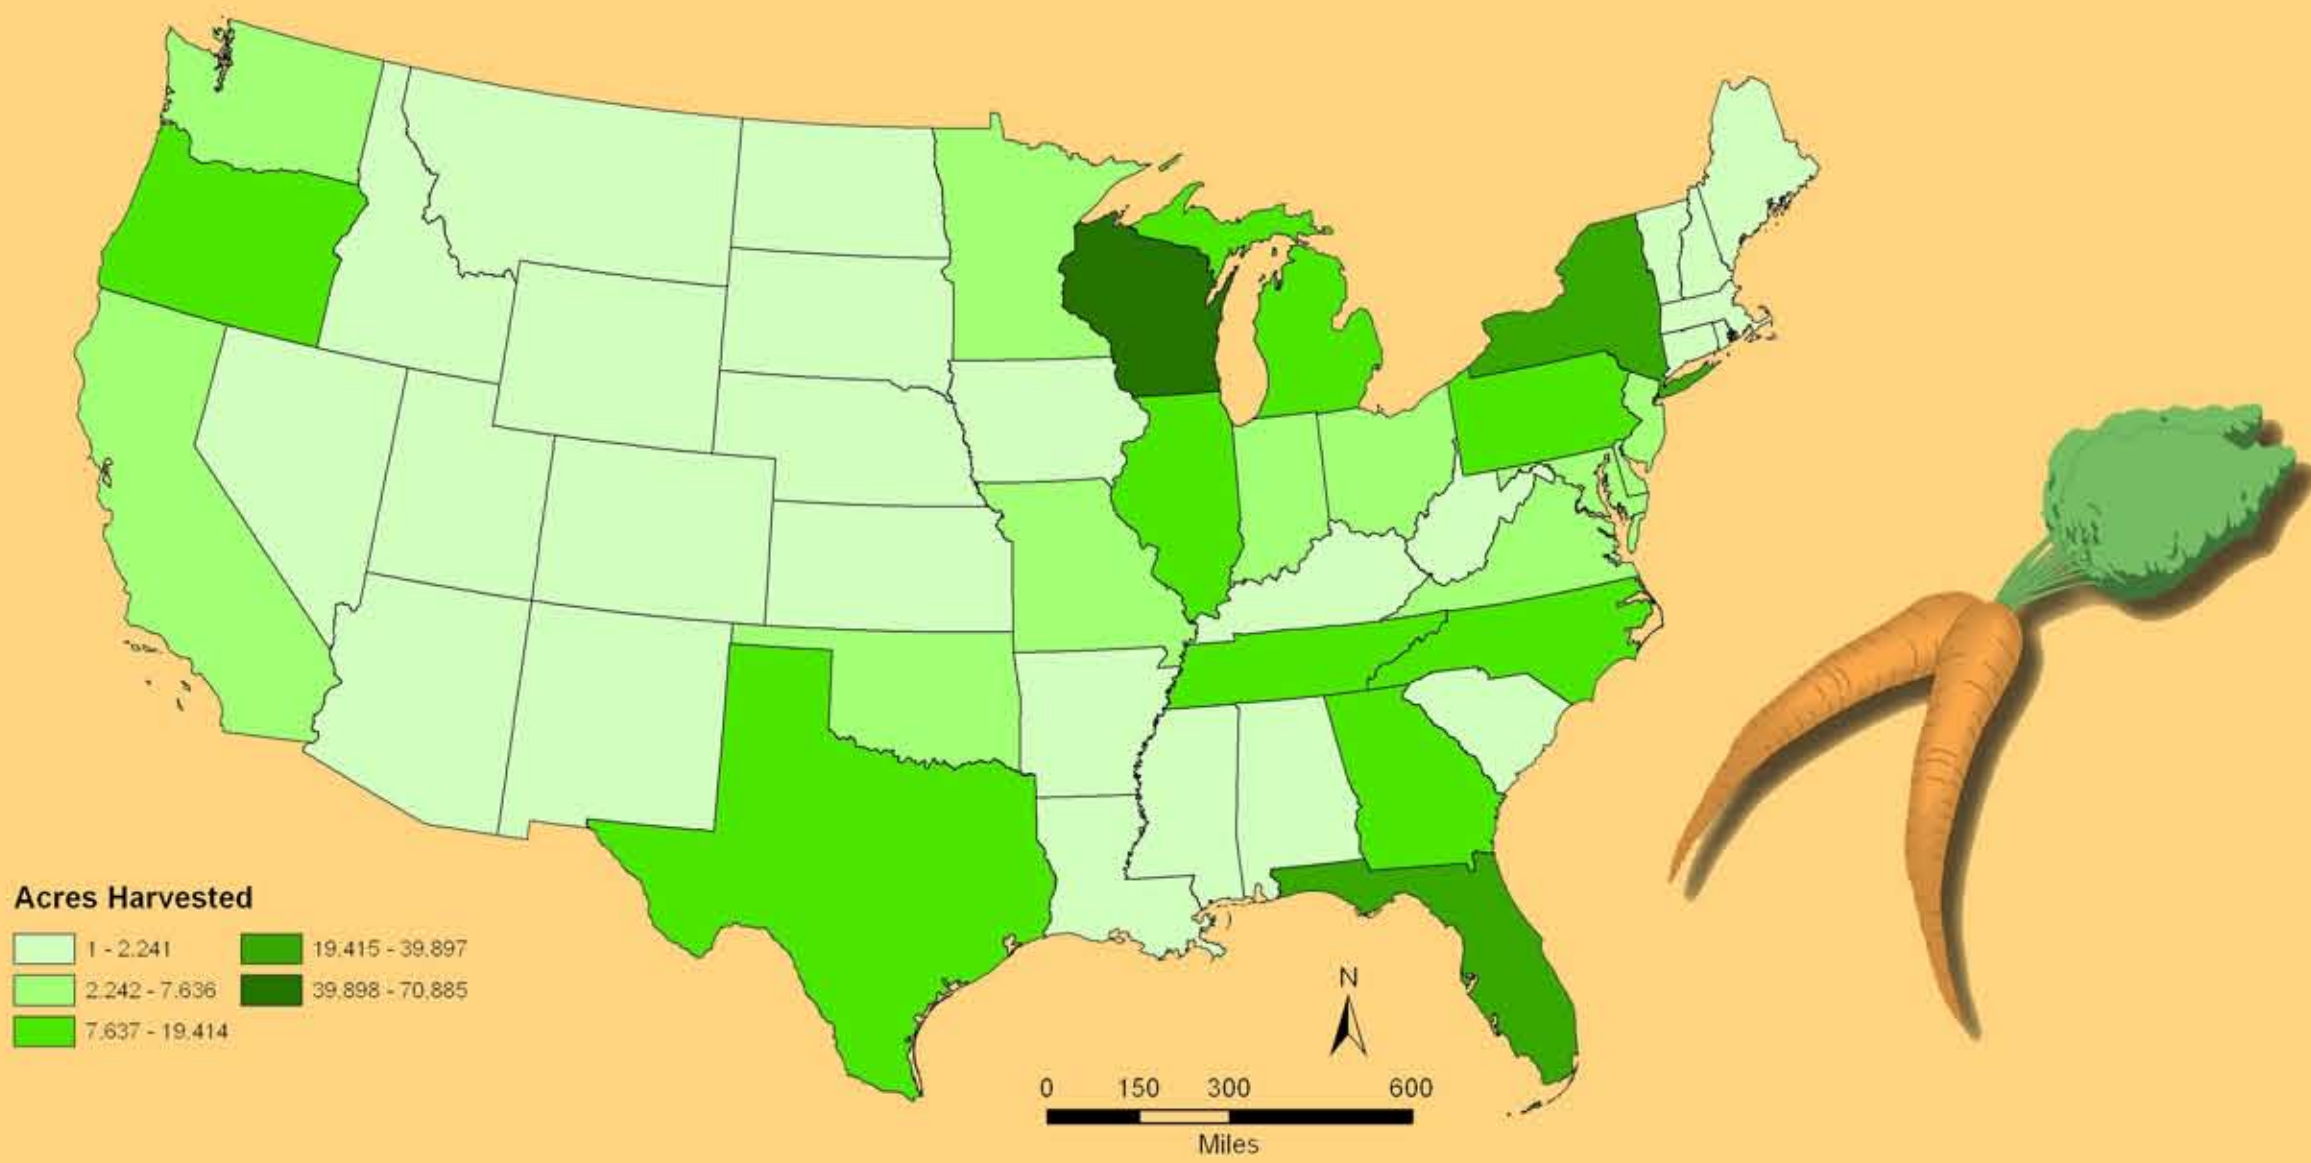 Acres Harvested
1 - 2.241
2.242 - 7.636
7.637 - 19.414
19.415 - 39.897
39.898 - 70.885
N
0 150 300 600
Miles